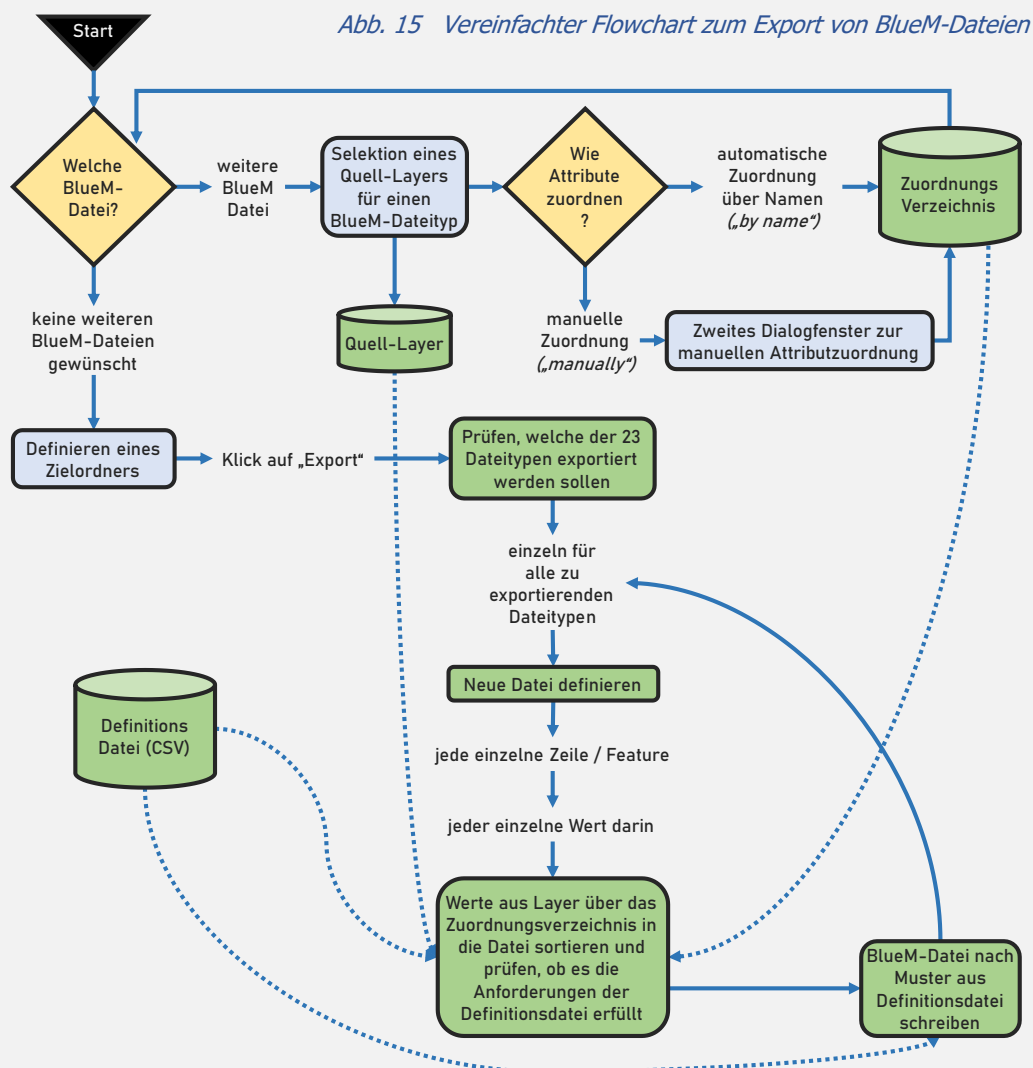 Start
Abb. 15 Vereinfachter Flowchart zum Export von BlueM-Dateien
Welche
BlueM-
Datei?
weitere
BlueM
Datei
Selektion eines
Quell-Layers
für einen
BlueM-Dateityp
Wie
Attribute
zuordnen
?
automatische
Zuordnung
über Namen
(„by name“)
Zuordnungs
Verzeichnis
keine weiteren
BlueM-Dateien
gewünscht
Quell-Layer
manuelle
Zuordnung
(„manually“)
Zweites Dialogfenster zur
manuellen Attributzuordnung
Definieren eines
Zielordners
Klick auf „Export“
Prüfen, welche der 23
Dateitypen exportiert
werden sollen
einzeln für
alle zu
exportierenden
Dateitypen
Neue Datei definieren
Definitions
Datei (CSV)
jede einzelne Zeile / Feature
jeder einzelne Wert darin
Werte aus Layer über das
Zuordnungsverzeichnis in
die Datei sortieren und
prüfen, ob es die
Anforderungen der
Definitionsdatei erfüllt
BlueM-Datei nach
Muster aus
Definitionsdatei
schreiben